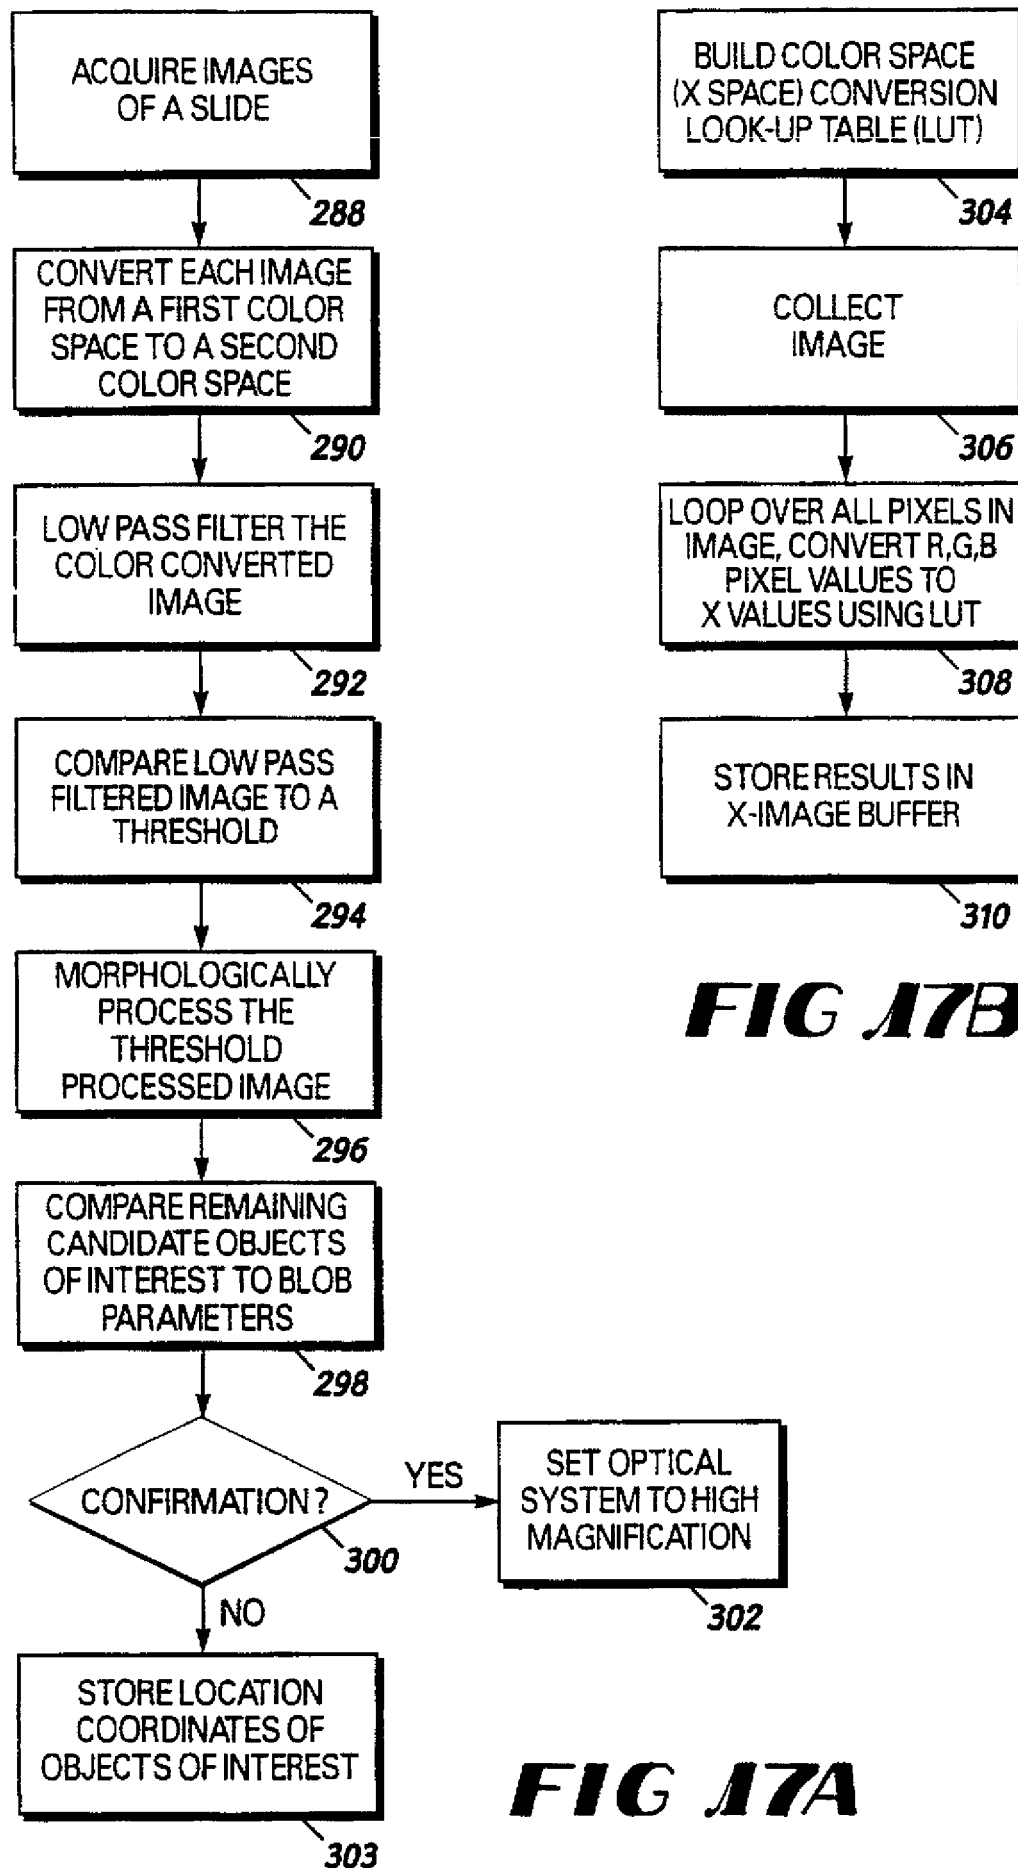 ACQUIRE IMAGES
OF A SLIDE
288
CONVERT EACH IMAGE
FROM A FIRST COLOR
SPACE TO A SECOND
COLOR SPACE
290
LOW PASS FILTER THE
COLOR CONVERTED
IMAGE
292
COMPARE LOW PASS
FILTERED IMAGE TO A
THRESHOLD
294
MORPHOLOGICALLY
PROCESS THE
THRESHOLD
PROCESSED IMAGE
296
COMPARE REMAINING
CANDIDATE OBJECTS
OF INTEREST TO BLOB
PARAMETERS
298
CONFIRMATION?
300
YES
SET OPTICAL
SYSTEM TO HIGH
MAGNIFICATION
302
NO
STORE LOCATION
COORDINATES OF
OBJECTS OF INTEREST
303
FIG 17A
BUILD COLOR SPACE
(X SPACE) CONVERSION
LOOK-UP TABLE (LUT)
304
COLLECT
IMAGE
306
LOOP OVER ALL PIXELS IN
IMAGE, CONVERT R,G,B
PIXEL VALUES TO
X VALUES USING LUT
308
STORE RESULTS IN
X-IMAGE BUFFER
310
FIG 17B